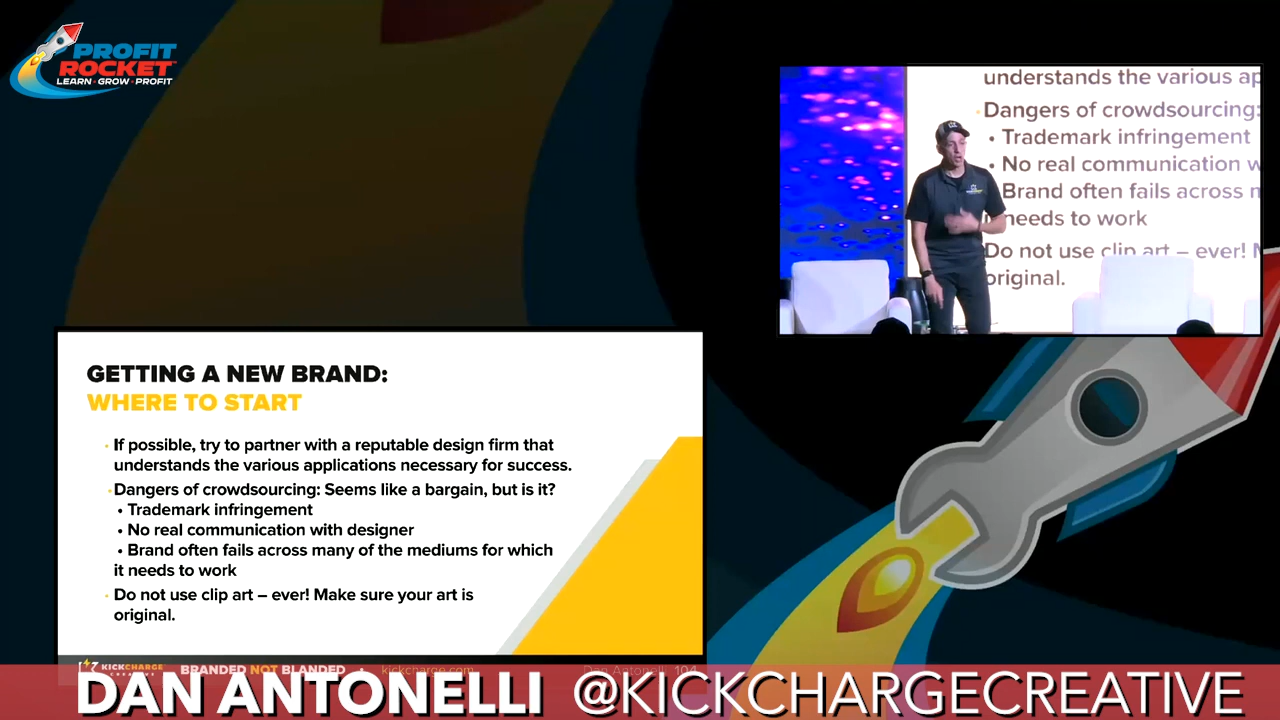 PROFIT
ROCKET
LEARN · GROW · PROFIT
understands the various ap
Dangers of crowdsourcing:
• Trademark infringement
• No real communication w
Brand often fails across m
needs to work
Do not use clip art – ever!
original.
GETTING A NEW BRAND:
WHERE TO START
• If possible, try to partner with a reputable design firm that
understands the various applications necessary for success.
• Dangers of crowdsourcing: Seems like a bargain, but is it?
• Trademark infringement
• No real communication with designer
• Brand often fails across many of the mediums for which
it needs to work
• Do not use clip art – ever! Make sure your art is
original.
KICKCHARGE
CREATIVE
BRANDED NOT BLANDED • kickcharge.com
Dan Antonelli 104
DAN ANTONELLI @KICKCHARGECREATIVE